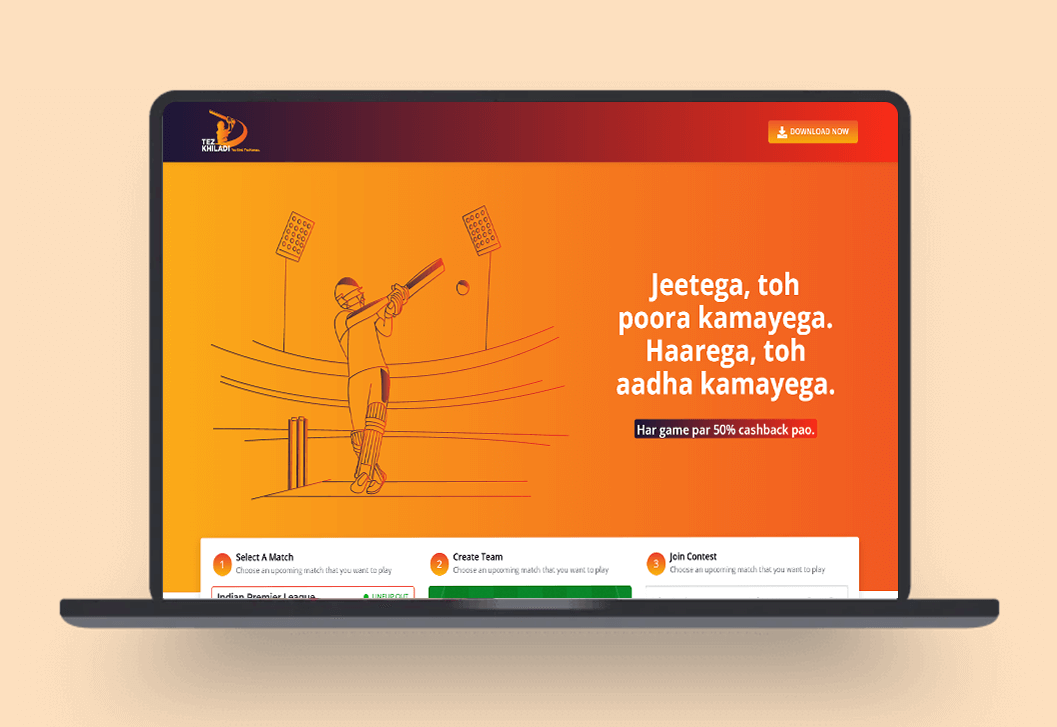 TEZ
KHILADI
DOWNLOAD NOW
Jeetega, toh
poora kamayega.
Haarega, toh
aadha kamayega.
Har game par 50% cashback pao.
1 Select A Match
Choose an upcoming match that you want to play
2 Create Team
Choose an upcoming match that you want to play
3 Join Contest
Choose an upcoming match that you want to play
Indian Premier League
LINEUP OUT